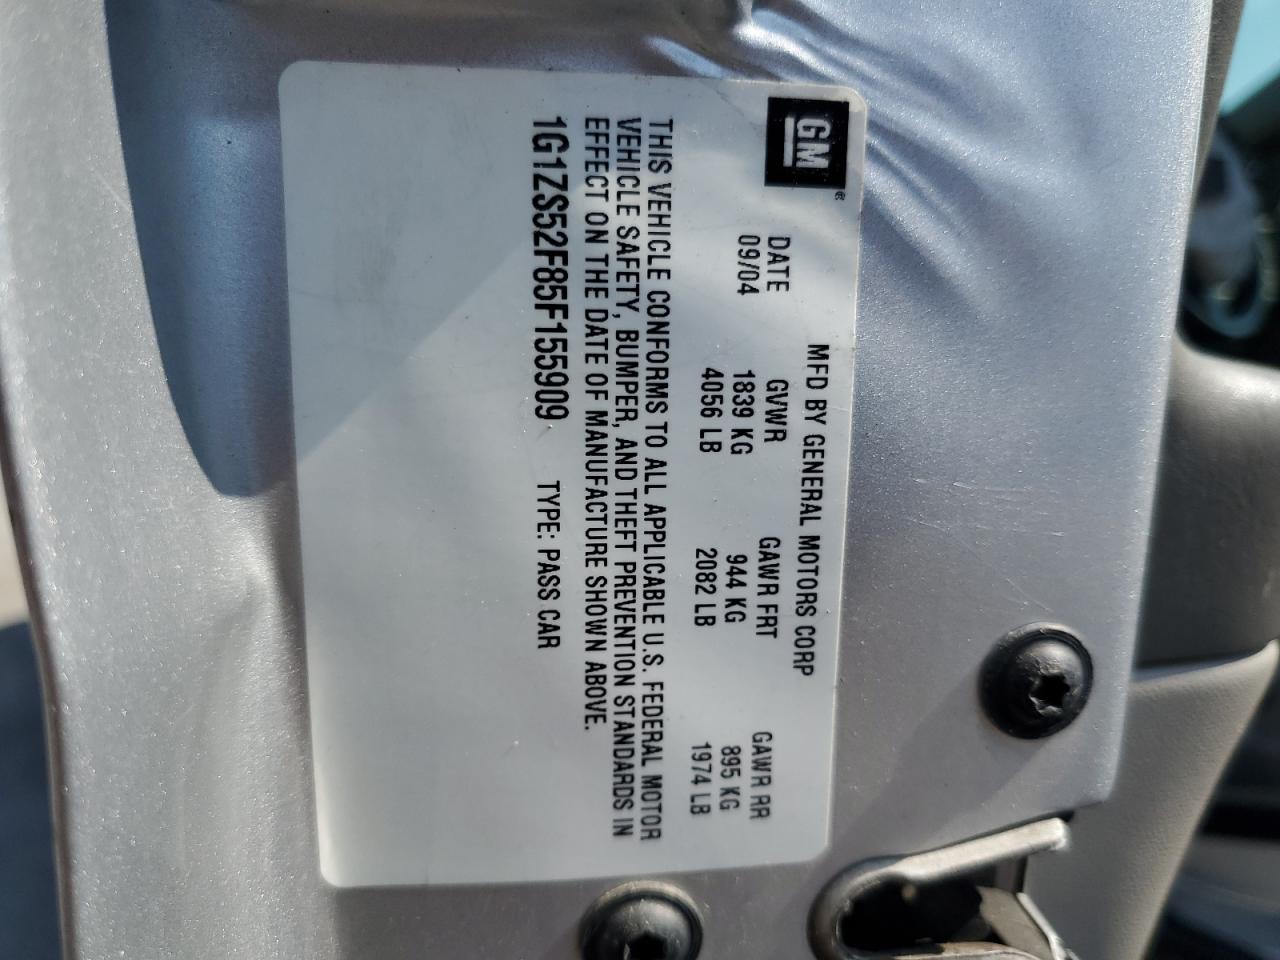 GM®
MFD BY GENERAL MOTORS CORP
DATE GVWR GAWR FRT GAWR RR
09/04 1839 KG 944 KG 895 KG
4056 LB 2082 LB 1974 LB
THIS VEHICLE CONFORMS TO ALL APPLICABLE U.S. FEDERAL MOTOR
VEHICLE SAFETY, BUMPER, AND THEFT PREVENTION STANDARDS IN
EFFECT ON THE DATE OF MANUFACTURE SHOWN ABOVE.
1G1ZS52F85F155909 TYPE: PASS CAR